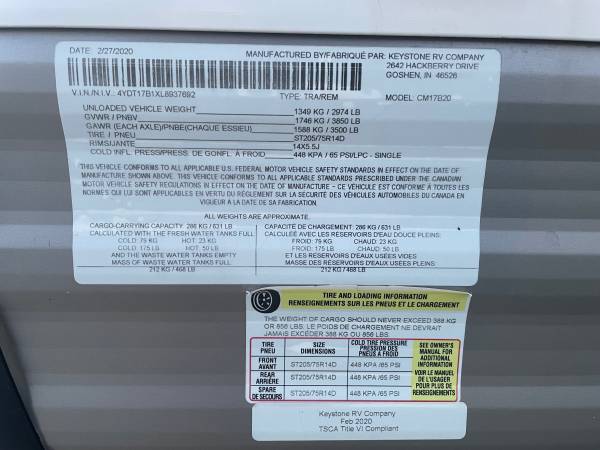 DATE: 2/27/2020
MANUFACTURED BY/FABRIQUÉ PAR: KEYSTONE RV COMPANY
2642 HACKBERRY DRIVE
GOSHEN, IN 46526
V.I.N./N.I.V.: 4YDT17B1XL8937692 TYPE: TRA/REM MODEL: CM17B20
UNLOADED VEHICLE WEIGHT 1349 KG / 2974 LB
GVWR / PNBV 1746 KG / 3850 LB
GAWR (EACH AXLE)/PNBE(CHAQUE ESSIEU) 1588 KG / 3500 LB
TIRE / PNEU ST205/75R14D
RIMS/JANTE 14X5.5J
COLD INFL. PRESS/PRESS. DE GONFL. À FROID 448 KPA / 65 PSI/LPC - SINGLE
THIS VEHICLE CONFORMS TO ALL APPLICABLE U.S. FEDERAL MOTOR VEHICLE SAFETY STANDARDS IN EFFECT ON THE DATE OF
MANUFACTURE SHOWN ABOVE. / THIS VEHICLE CONFORMS TO ALL APPLICABLE STANDARDS PRESCRIBED UNDER THE CANADIAN
MOTOR VEHICLE SAFETY REGULATIONS IN EFFECT ON THE DATE OF MANUFACTURE - CE VÉHICULE EST CONFORME À TOUTES LES
NORMES QUI LUI SONT APPLICABLES EN VERTU DU RÈGLEMENT SUR LA SÉCURITÉ DES VÉHICULES AUTOMOBILES DU CANADA EN
VIGUEUR À LA DATE DE SA FABRICATION.
ALL WEIGHTS ARE APPROXIMATE.
CARGO-CARRYING CAPACITY: 286 KG / 631 LB
CALCULATED WITH THE FRESH WATER TANKS FULL
COLD: 79 KG HOT: 23 KG
COLD: 175 LB HOT: 50 LB
AND THE WASTE WATER TANKS EMPTY
MASS OF WASTE WATER TANKS FULL:
212 KG / 468 LB
CAPACITÉ DE CHARGEMENT: 286 KG / 631 LB
CALCULÉE AVEC LES RÉSERVOIRS D'EAU DOUCE PLEINS:
FROID: 79 KG CHAUD: 23 KG
FROID: 175 LB CHAUD: 50 LB
ET LES RÉSERVOIRS D'EAUX USÉES VIDES
MASSE DES RÉSERVOIRS D'EAUX USÉES PLEINS:
212 KG / 468 LB
TIRE AND LOADING INFORMATION
RENSEIGNEMENTS SUR LES PNEUS ET LE CHARGEMENT
THE WEIGHT OF CARGO SHOULD NEVER EXCEED 388 KG
OR 856 LBS. LE POIDS DE CHARGEMENT NE DEVRAIT
JAMAIS EXCÉDER 388 KG OU 856 LBS.
TIRE
PNEU
SIZE
DIMENSIONS
COLD TIRE PRESSURE
PRESSION DES
PNEUS A FROID
SEE OWNER'S
MANUAL FOR
ADDITIONAL
INFORMATION
VOIR LE MANUEL
DE L'USAGER
POUR PLUS DE
RENSEIGNEMENTS
FRONT
AVANT
ST205/75R14D 448 KPA /65 PSI
REAR
ARRIÈRE
ST205/75R14D 448 KPA /65 PSI
SPARE
DE SECOURS
ST205/75R14D 448 KPA /65 PSI
Keystone RV Company
Feb 2020
TSCA Title VI Compliant